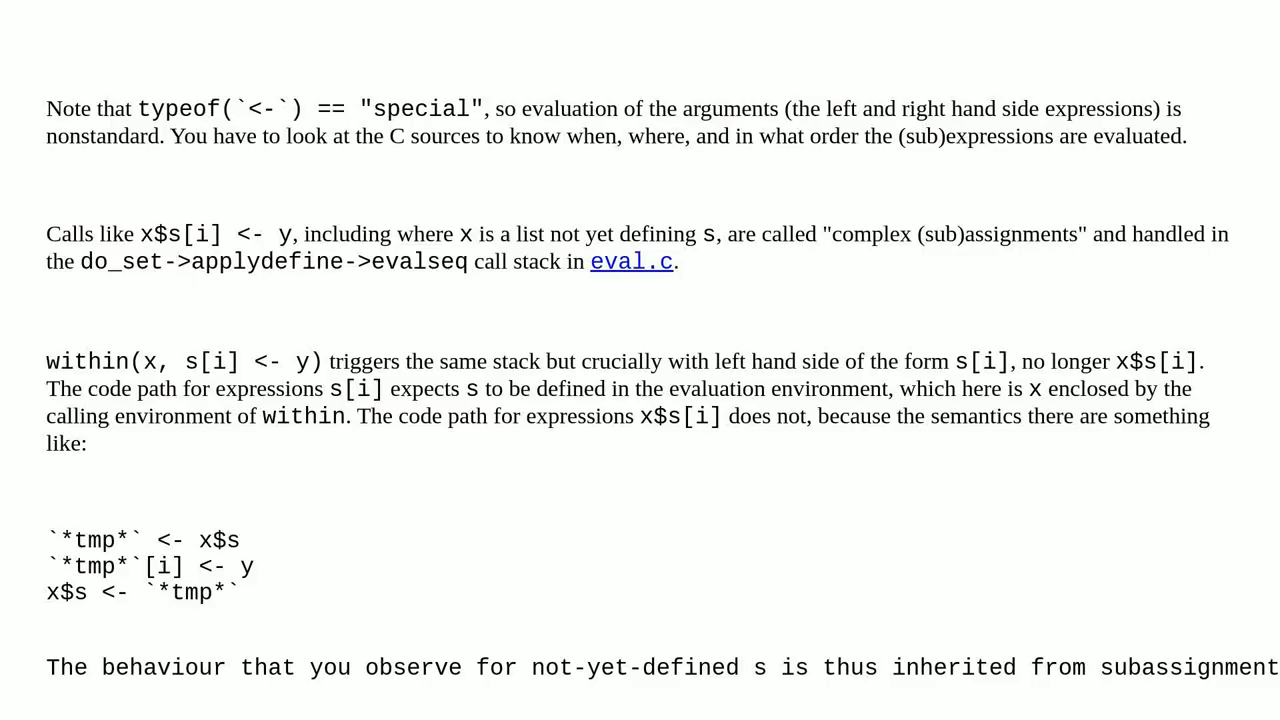 Note that typeof(`<-`) == "special", so evaluation of the arguments (the left and right hand side expressions) is
nonstandard. You have to look at the C sources to know when, where, and in what order the (sub)expressions are evaluated.
Calls like x$s[i] <- y, including where x is a list not yet defining s, are called "complex (sub)assignments" and handled in
the do_set->applydefine->evalseq call stack in eval.c.
within(x, s[i] <- y) triggers the same stack but crucially with left hand side of the form s[i], no longer x$s[i].
The code path for expressions s[i] expects s to be defined in the evaluation environment, which here is x enclosed by the
calling environment of within. The code path for expressions x$s[i] does not, because the semantics there are something
like:
`*tmp*` <- x$s
`*tmp*`[i] <- y
x$s <- `*tmp*`
The behaviour that you observe for not-yet-defined s is thus inherited from subassignment